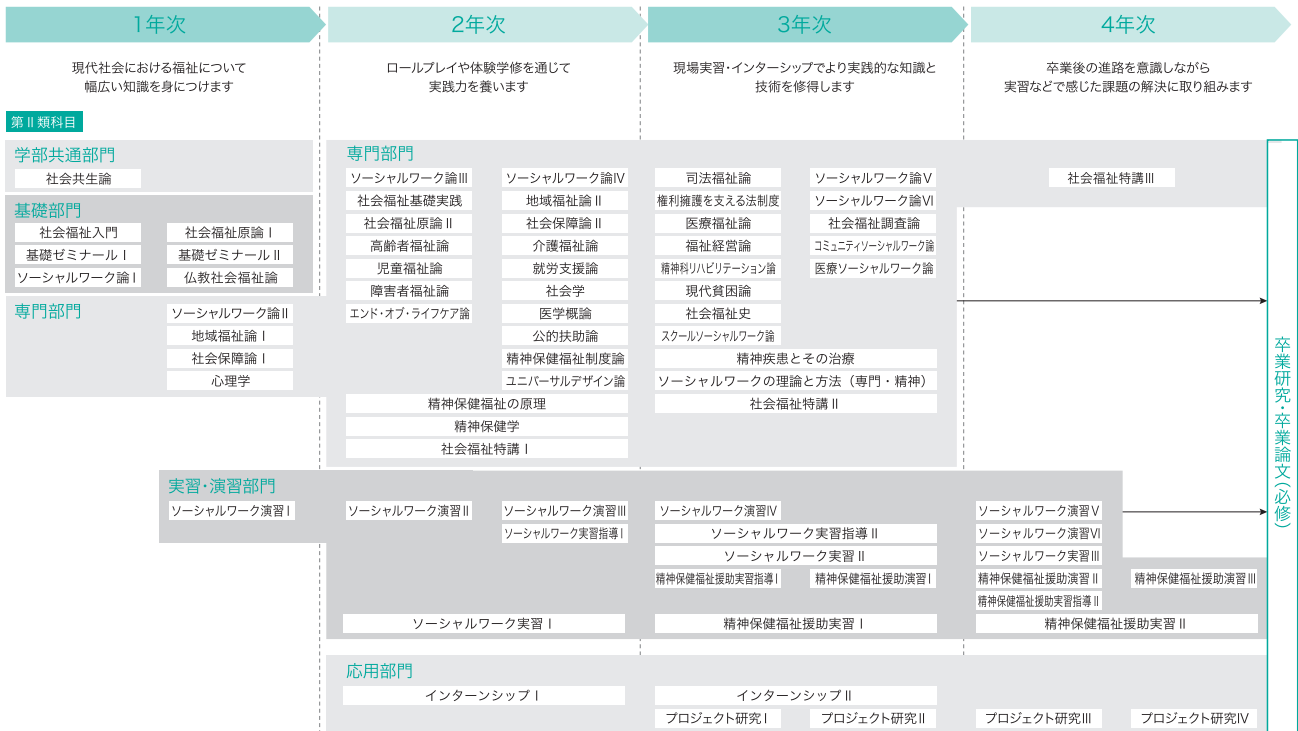 1年次
2年次
3年次
4年次
現代社会における福祉について
幅広い知識を身につけます
ロールプレイや体験学修を通じて
実践力を養います
現場実習・インターシップでより実践的な知識と
技術を修得します
卒業後の進路を意識しながら
実習などで感じた課題の解決に取り組みます
第Ⅱ類科目
学部共通部門
社会共生論
基礎部門
社会福祉入門
社会福祉原論Ⅰ
基礎ゼミナールⅠ
基礎ゼミナールⅡ
ソーシャルワーク論Ⅰ
仏教社会福祉論
専門部門
ソーシャルワーク論Ⅱ
地域福祉論Ⅰ
社会保障論Ⅰ
心理学
専門部門
ソーシャルワーク論Ⅲ
ソーシャルワーク論Ⅳ
司法福祉論
ソーシャルワーク論Ⅴ
社会福祉特講Ⅲ
社会福祉基礎実践
地域福祉論Ⅱ
権利擁護を支える法制度
ソーシャルワーク論Ⅵ
社会福祉原論Ⅱ
社会保障論Ⅱ
医療福祉論
社会福祉調査論
高齢者福祉論
介護福祉論
福祉経営論
コミュニティソーシャルワーク論
児童福祉論
就労支援論
精神科リハビリテーション論
医療ソーシャルワーク論
障害者福祉論
社会学
現代貧困論
エンド・オブ・ライフケア論
医学概論
社会福祉史
公的扶助論
スクールソーシャルワーク論
精神保健福祉制度論
精神疾患とその治療
ユニバーサルデザイン論
ソーシャルワークの理論と方法（専門・精神）
精神保健福祉の原理
社会福祉特講Ⅱ
精神保健学
社会福祉特講Ⅰ
実習・演習部門
ソーシャルワーク演習Ⅰ
ソーシャルワーク演習Ⅱ
ソーシャルワーク演習Ⅲ
ソーシャルワーク演習Ⅳ
ソーシャルワーク演習Ⅴ
ソーシャルワーク実習指導Ⅰ
ソーシャルワーク実習指導Ⅱ
ソーシャルワーク演習Ⅵ
ソーシャルワーク実習Ⅱ
ソーシャルワーク実習Ⅲ
精神保健福祉援助実習指導Ⅰ
精神保健福祉援助演習Ⅰ
精神保健福祉援助演習Ⅱ
精神保健福祉援助演習Ⅲ
精神保健福祉援助実習指導Ⅱ
ソーシャルワーク実習Ⅰ
精神保健福祉援助実習Ⅰ
精神保健福祉援助実習Ⅱ
応用部門
インターンシップⅠ
インターンシップⅡ
プロジェクト研究Ⅰ
プロジェクト研究Ⅱ
プロジェクト研究Ⅲ
プロジェクト研究Ⅳ
卒業研究・卒業論文（必修）